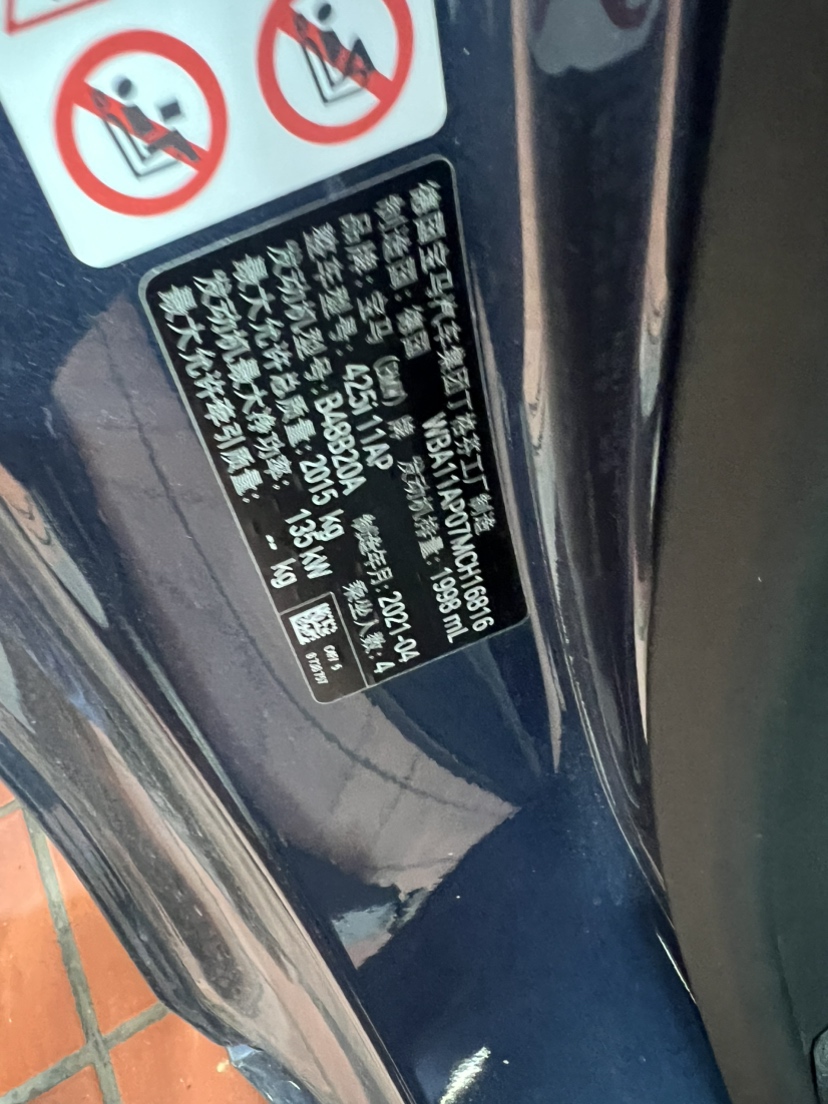 德国宝马汽车集团丁格芬工厂 制造
制造国：德国 WBA11AP07MCH16816
品牌：宝马 (BMW) 牌 发动机排量：1998 mL
整车型号：425I 11AP 制造年月：2021-04
发动机型号：B48B20A 乘坐人数：4
最大允许总质量：2015 kg
发动机最大净功率：135 kW
最大允许牵引质量：-- kg